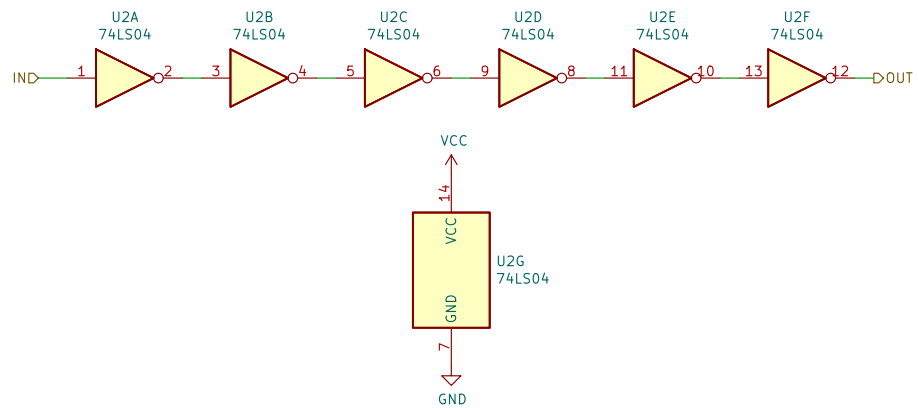 U2A U2B U2C U2D U2E U2F
74LS04 74LS04 74LS04 74LS04 74LS04 74LS04
IN 1 2 3 4 5 6 9 8 11 10 13 12 OUT
VCC
14
VCC
U2G
74LS04
GND
7
GND